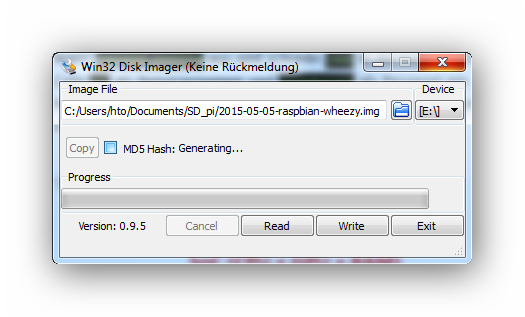 Win32 Disk Imager (Keine Rückmeldung)
Image File Device
C:/Users/hto/Documents/SD_pi/2015-05-05-raspbian-wheezy.img [E:\]
Copy MD5 Hash: Generating...
Progress
Version: 0.9.5 Cancel Read Write Exit